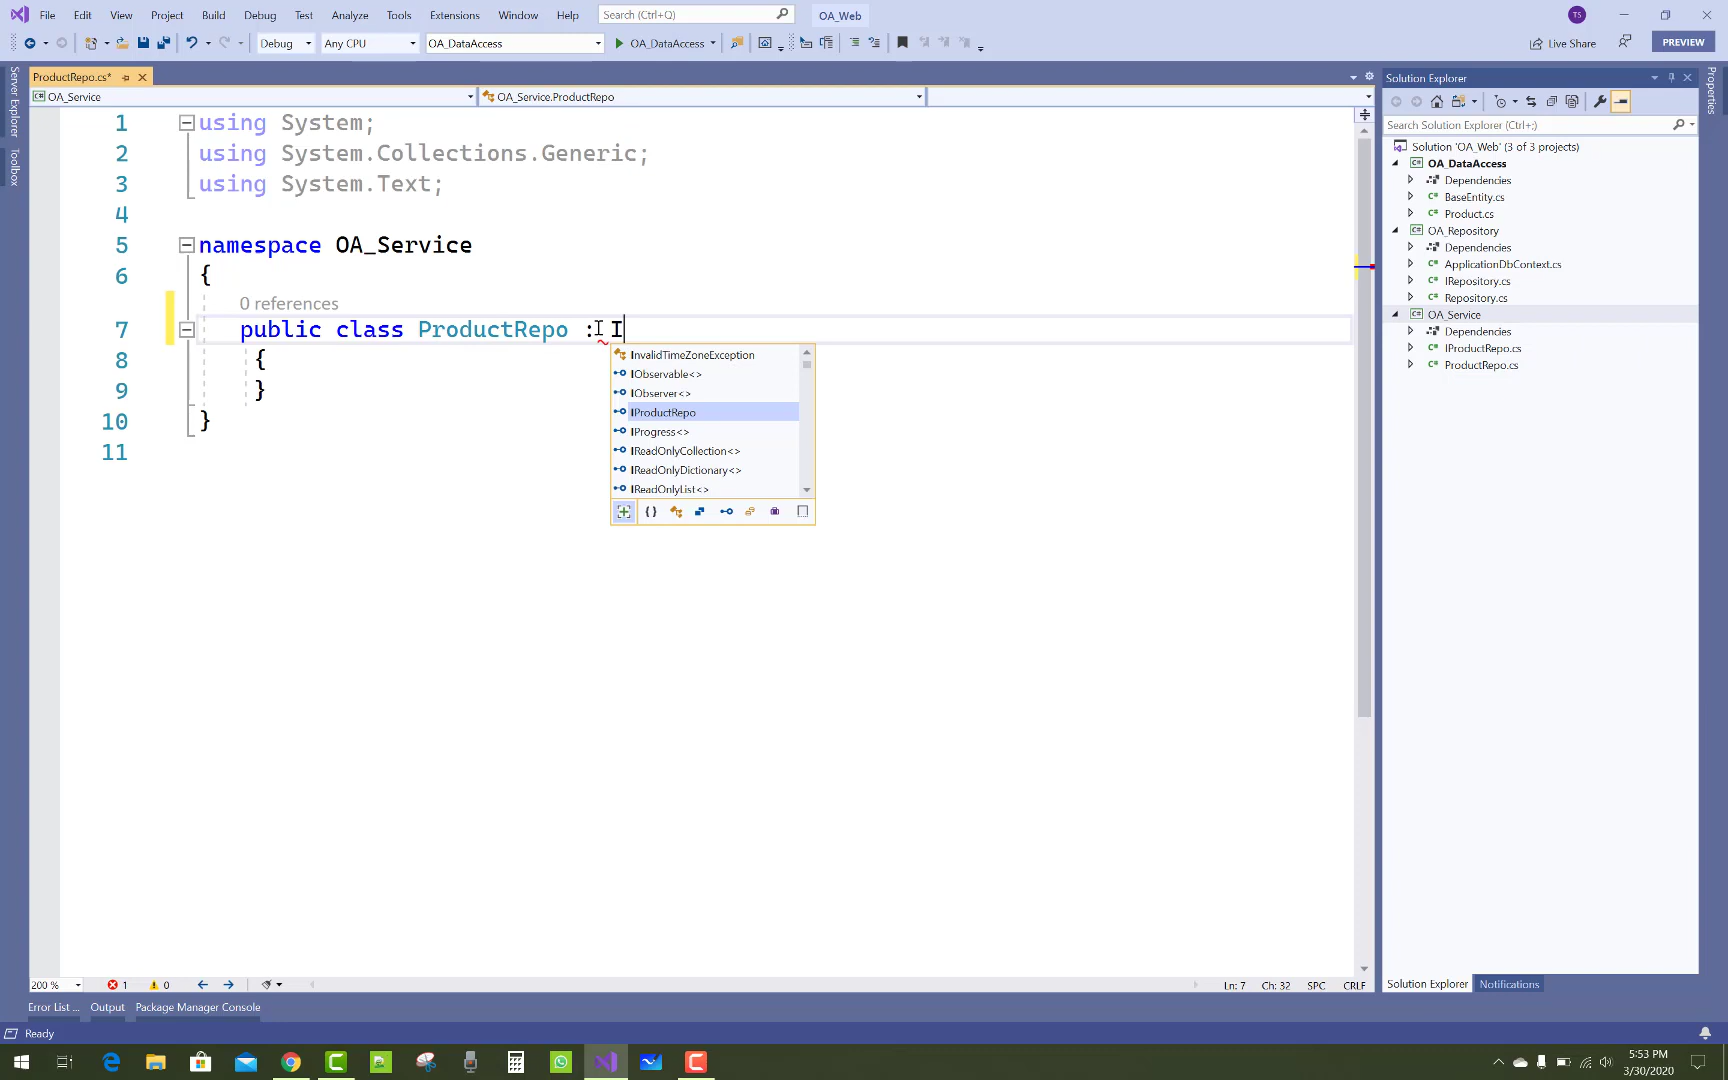 File Edit View Project Build Debug Test Analyze Tools Extensions Window Help Search (Ctrl+Q) OA_Web TS
Debug Any CPU OA_DataAccess OA_DataAccess Live Share PREVIEW
Server Explorer
Toolbox
ProductRepo.cs*
OA_Service OA_Service.ProductRepo
1 using System;
2 using System.Collections.Generic;
3 using System.Text;
4
5 namespace OA_Service
6 {
0 references
7 public class ProductRepo : I
8 {
9 }
10 }
11
InvalidTimeZoneException
IObservable<>
IObserver<>
IProductRepo
IProgress<>
IReadOnlyCollection<>
IReadOnlyDictionary<>
IReadOnlyList<>
Solution Explorer
Search Solution Explorer (Ctrl+;)
Solution 'OA_Web' (3 of 3 projects)
OA_DataAccess
Dependencies
BaseEntity.cs
Product.cs
OA_Repository
Dependencies
ApplicationDbContext.cs
IRepository.cs
Repository.cs
OA_Service
Dependencies
IProductRepo.cs
ProductRepo.cs
Properties
200 % 1 0 Ln: 7 Ch: 32 SPC CRLF
Solution Explorer Notifications
Error List ... Output Package Manager Console
Ready
5:53 PM
3/30/2020